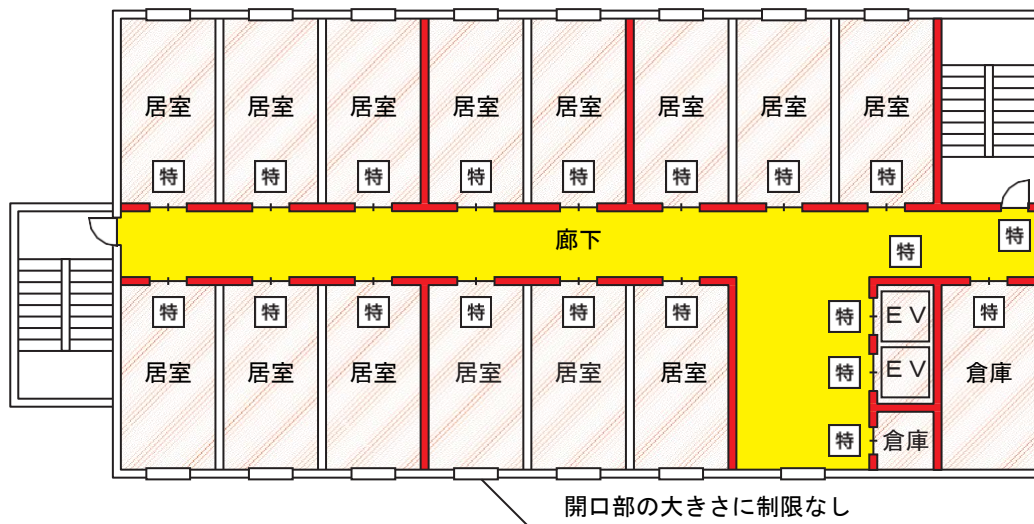 居室 居室 居室 居室 居室 居室 居室 居室
特 特 特 特 特 特 特 特
廊下
特 特
特 特 特 特 特 特 特 EV 特
特 EV
居室 居室 居室 居室 居室 居室 倉庫
特 倉庫
開口部の大きさに制限なし